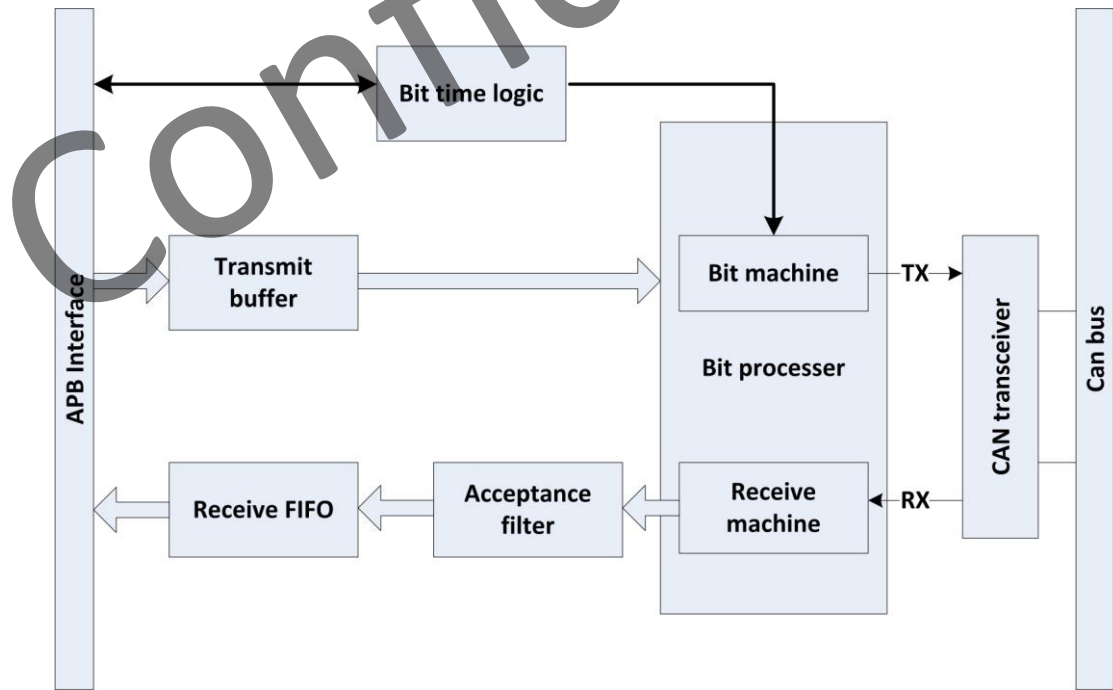 Bit time logic
Transmit
buffer
Bit machine
TX
Bit processer
APB Interface
CAN transceiver
Can bus
Receive FIFO
Acceptance
filter
Receive
machine
RX